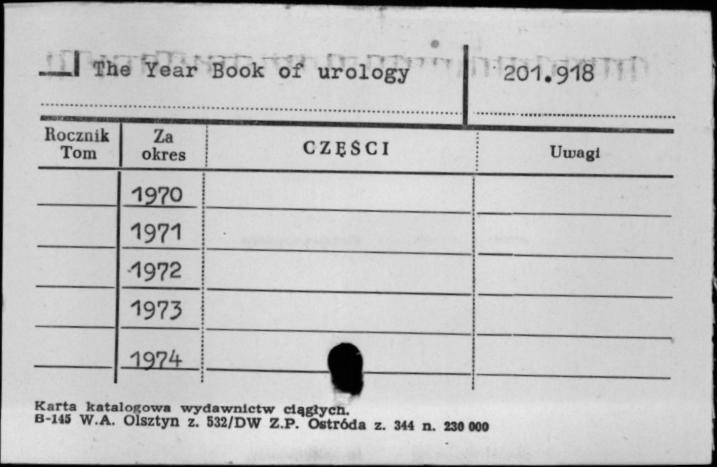 The Year Book of urology 201.918
Rocznik Tom Za okres CZĘŚCI Uwagi
1970
1971
1972
1973
1974
Karta katalogowa wydawnictw ciągłych.
B-145 W.A. Olsztyn z. 532/DW Z.P. Ostróda z. 344 n. 230 000